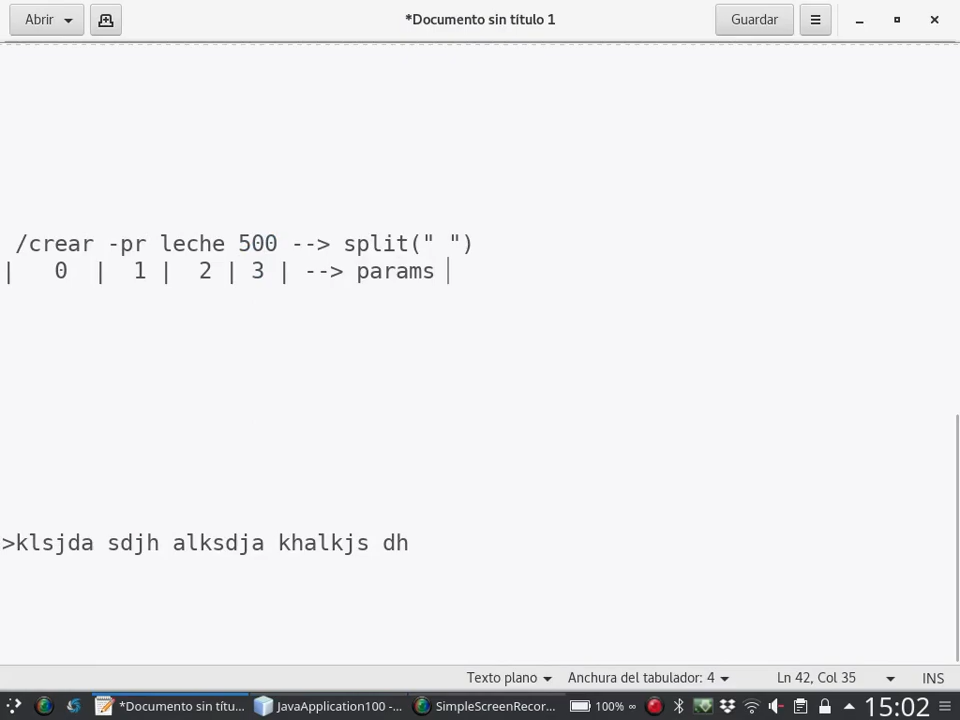 Abrir
*Documento sin título 1
Guardar
/crear -pr leche 500 --> split(" ")
|   0  |  1 |  2 | 3 | --> params
>klsjda sdjh alksdja khalkjs dh
Texto plano
Anchura del tabulador: 4
Ln 42, Col 35
INS
*Documento sin títu...
JavaApplication100 -...
SimpleScreenRecor...
100%
15:02